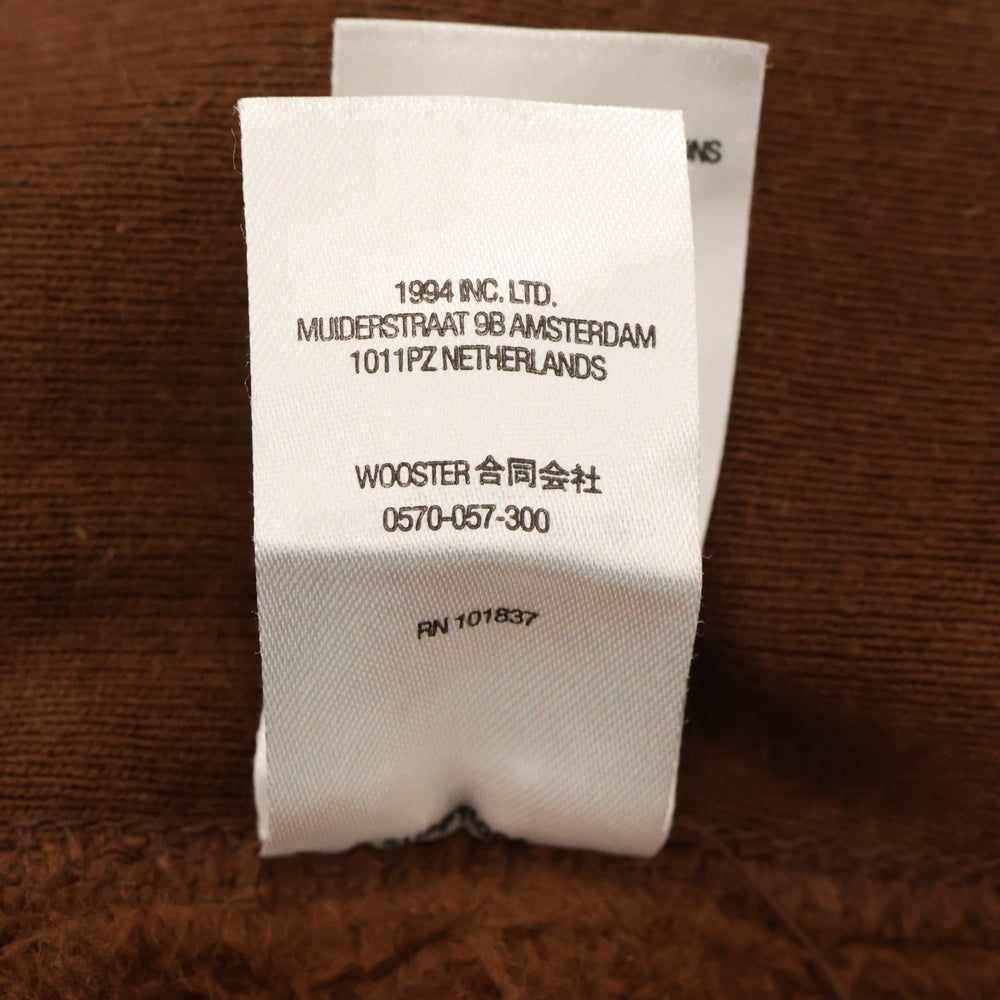 1994 INC. LTD.
MUIDERSTRAAT 9B AMSTERDAM
1011PZ NETHERLANDS
WOOSTER 合同会社
0570-057-300
RN 101837